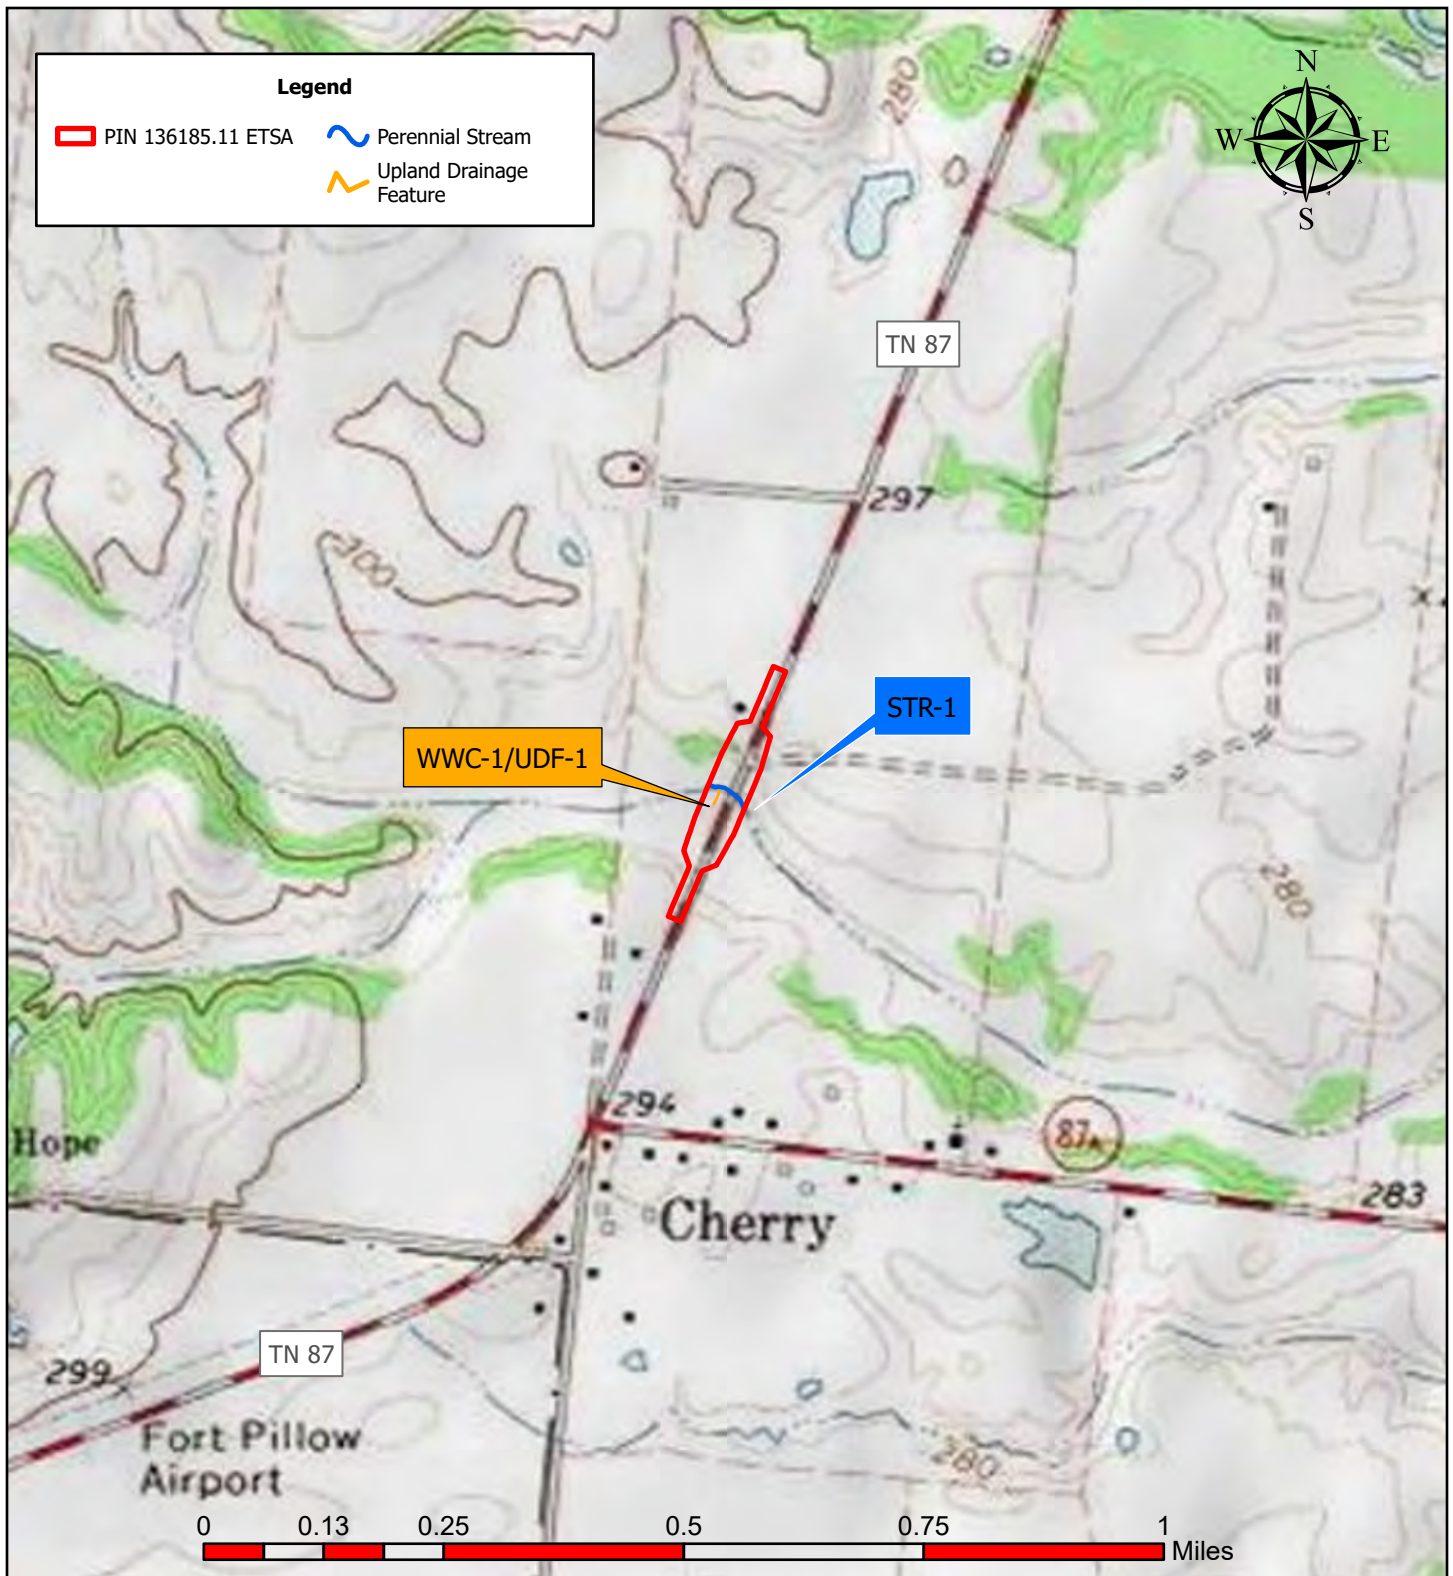 Legend
PIN 136185.11 ETSA
Perennial Stream
Upland Drainage
Feature
N
W E
S
280
TN 87
297
300
STR-1
WWC-1/UDF-1
280
294
87A
Hope
283
Cherry
TN 87
299
Fort Pillow
Airport
280
0 0.13 0.25 0.5 0.75 1
Miles